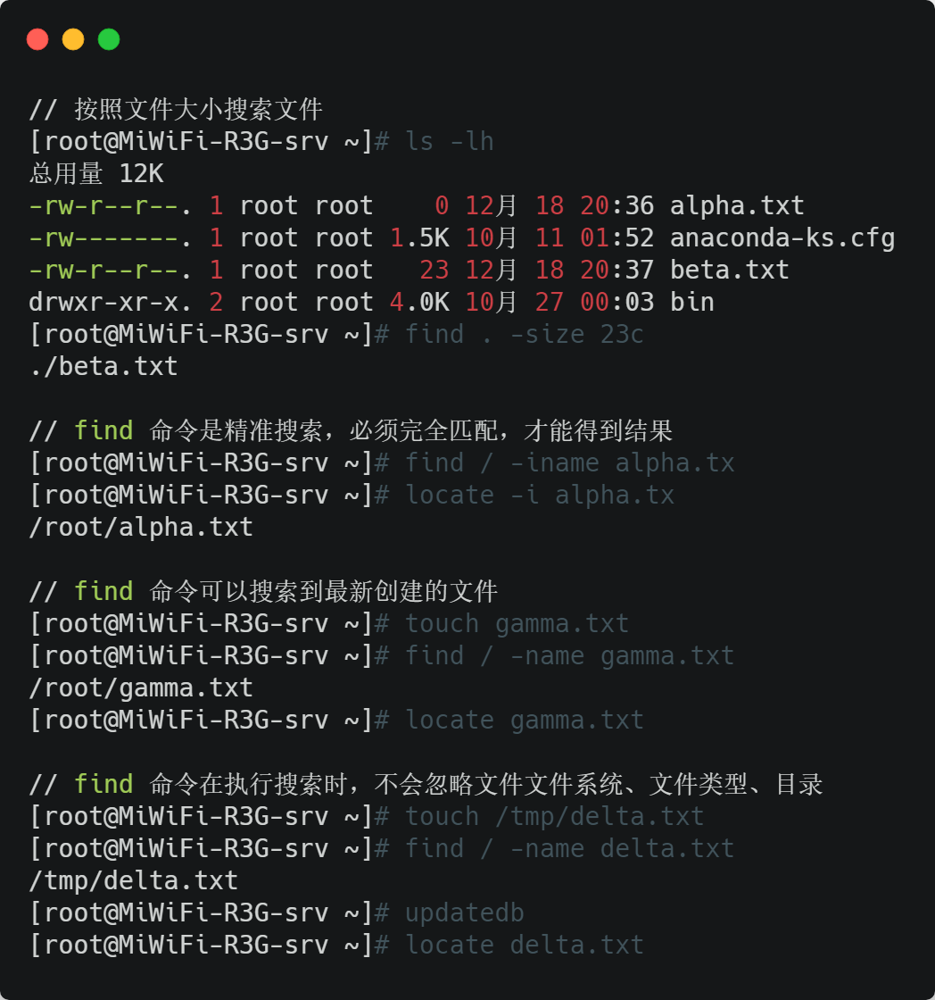 // 按照文件大小搜索文件
[root@MiWiFi-R3G-srv ~]# ls -lh
总用量 12K
-rw-r--r--. 1 root root    0 12月 18 20:36 alpha.txt
-rw-------. 1 root root 1.5K 10月 11 01:52 anaconda-ks.cfg
-rw-r--r--. 1 root root   23 12月 18 20:37 beta.txt
drwxr-xr-x. 2 root root 4.0K 10月 27 00:03 bin
[root@MiWiFi-R3G-srv ~]# find . -size 23c
./beta.txt

// find 命令是精准搜索，必须完全匹配，才能得到结果
[root@MiWiFi-R3G-srv ~]# find / -iname alpha.tx
[root@MiWiFi-R3G-srv ~]# locate -i alpha.tx
/root/alpha.txt

// find 命令可以搜索到最新创建的文件
[root@MiWiFi-R3G-srv ~]# touch gamma.txt
[root@MiWiFi-R3G-srv ~]# find / -name gamma.txt
/root/gamma.txt
[root@MiWiFi-R3G-srv ~]# locate gamma.txt

// find 命令在执行搜索时，不会忽略文件文件系统、文件类型、目录
[root@MiWiFi-R3G-srv ~]# touch /tmp/delta.txt
[root@MiWiFi-R3G-srv ~]# find / -name delta.txt
/tmp/delta.txt
[root@MiWiFi-R3G-srv ~]# updatedb
[root@MiWiFi-R3G-srv ~]# locate delta.txt